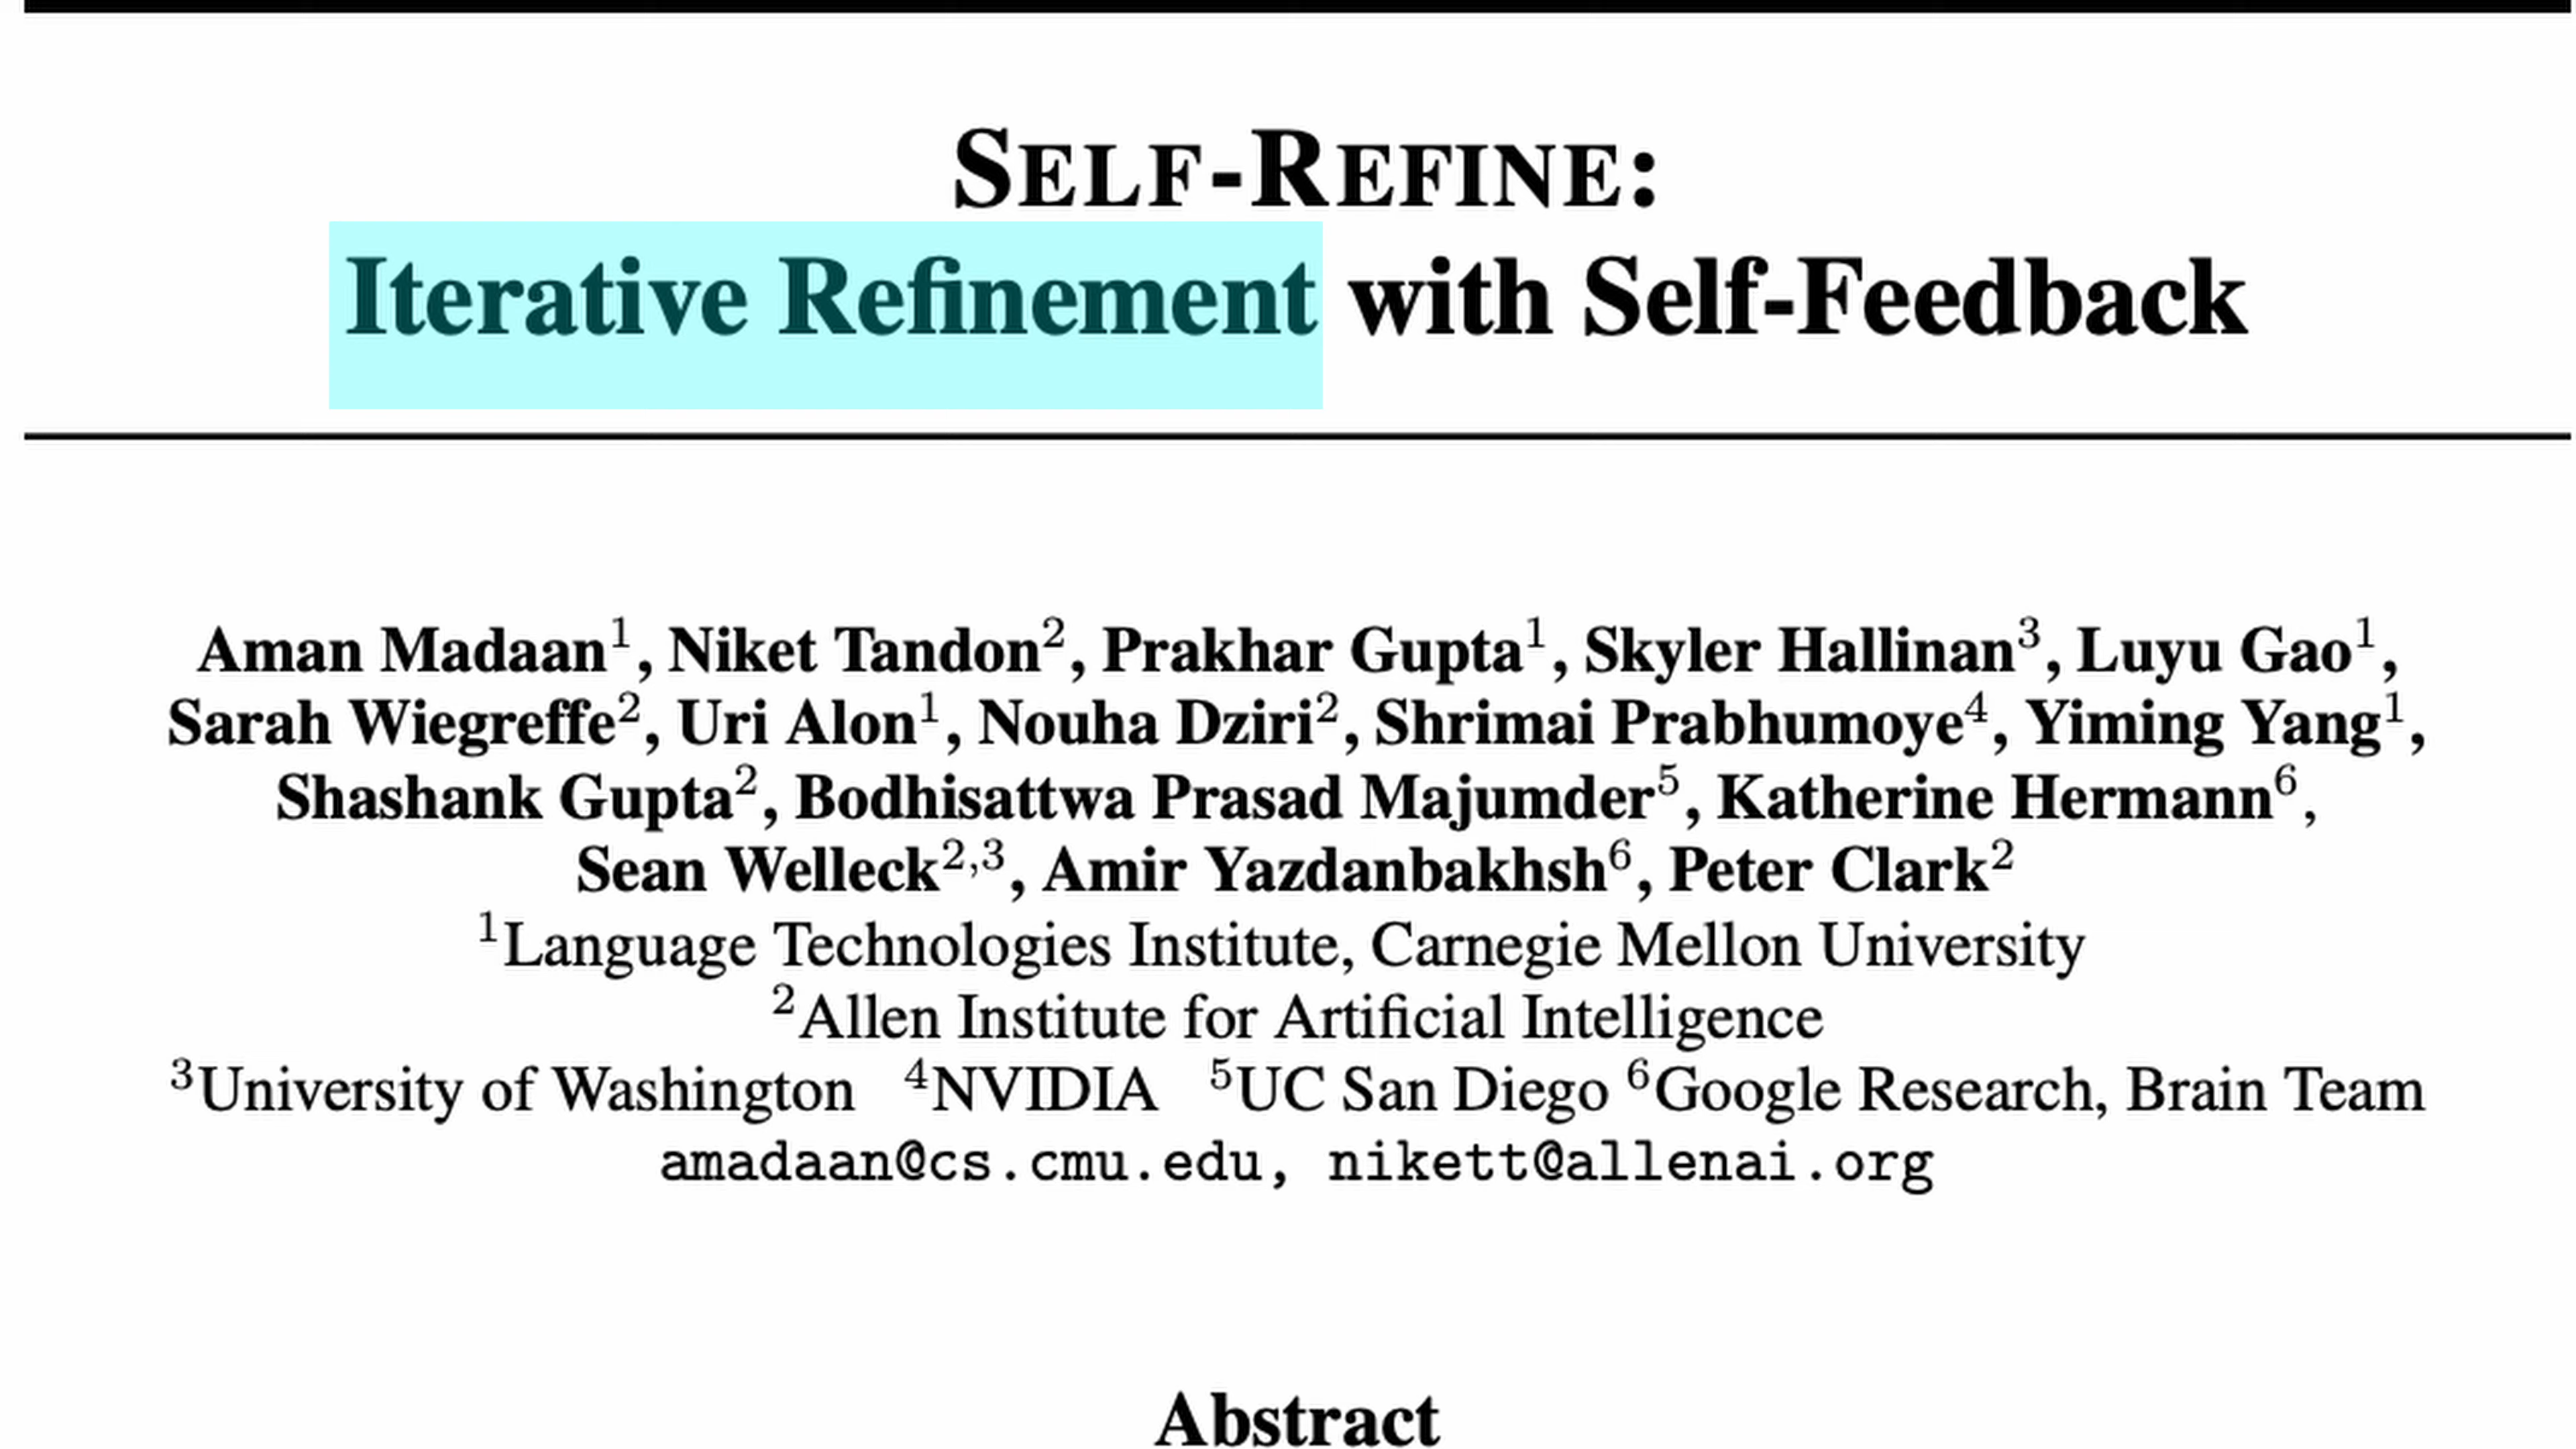 SELF-REFINE:
Iterative Refinement with Self-Feedback
Aman Madaan¹, Niket Tandon², Prakhar Gupta¹, Skyler Hallinan³, Luyu Gao¹,
Sarah Wiegreffe², Uri Alon¹, Nouha Dziri², Shrimai Prabhumoye⁴, Yiming Yang¹,
Shashank Gupta², Bodhisattwa Prasad Majumder⁵, Katherine Hermann⁶,
Sean Welleck²,³, Amir Yazdanbakhsh⁶, Peter Clark²
¹Language Technologies Institute, Carnegie Mellon University
²Allen Institute for Artificial Intelligence
³University of Washington ⁴NVIDIA ⁵UC San Diego ⁶Google Research, Brain Team
amadaan@cs.cmu.edu, nikett@allenai.org
Abstract